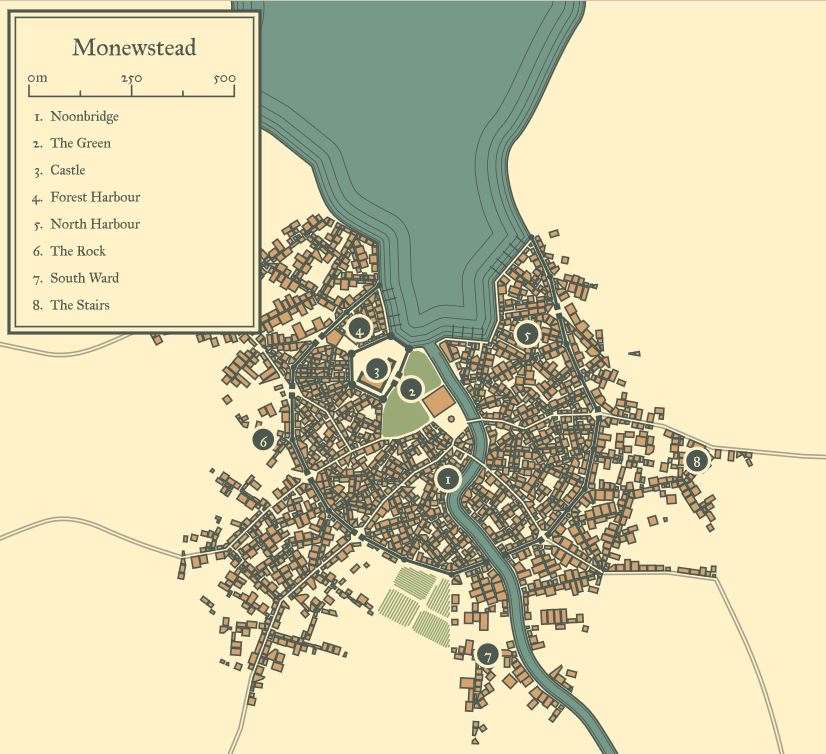 Monewstead
0m 250 500
1. Noonbridge
2. The Green
3. Castle
4. Forest Harbour
5. North Harbour
6. The Rock
7. South Ward
8. The Stairs
4
5
3
2
6
8
1
7